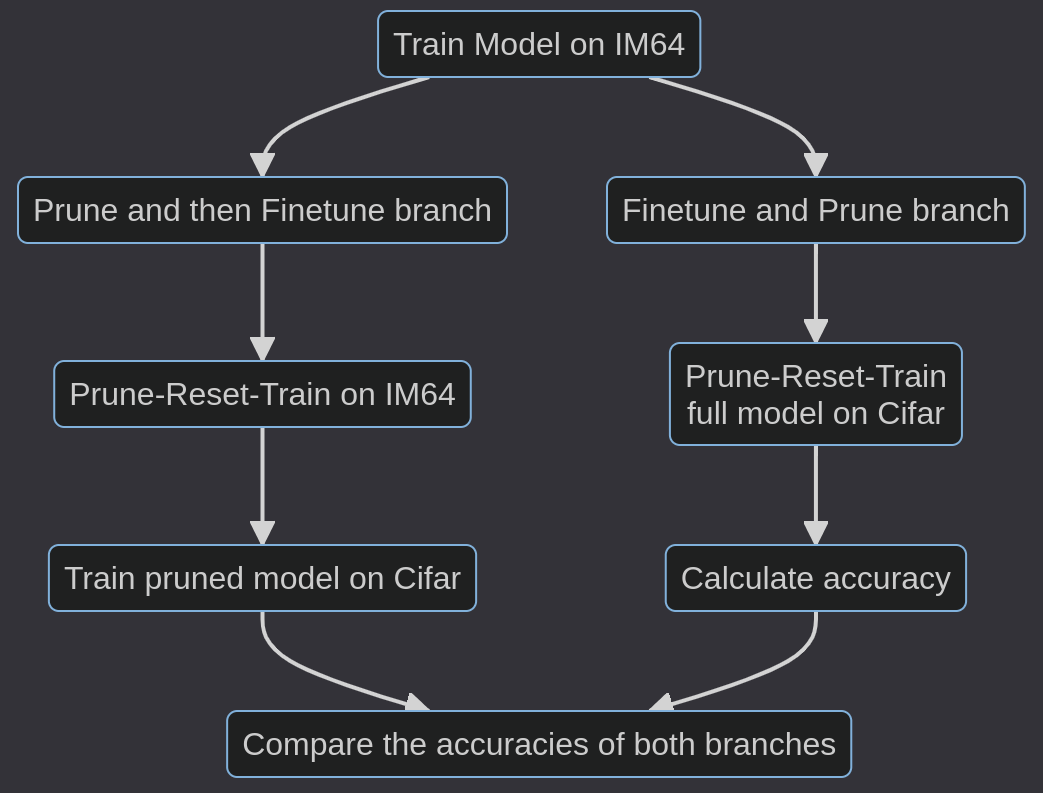 Train Model on IM64
Prune and then Finetune branch
Finetune and Prune branch
Prune-Reset-Train on IM64
Prune-Reset-Train
full model on Cifar
Train pruned model on Cifar
Calculate accuracy
Compare the accuracies of both branches